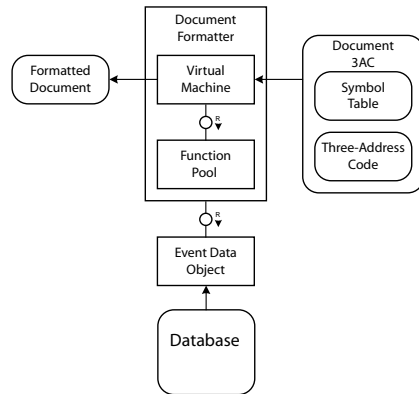 Document
Formatter
Formatted
Document
Virtual
Machine
R
Function
Pool
Document
3AC
Symbol
Table
Three-Address
Code
R
Event Data
Object
Database